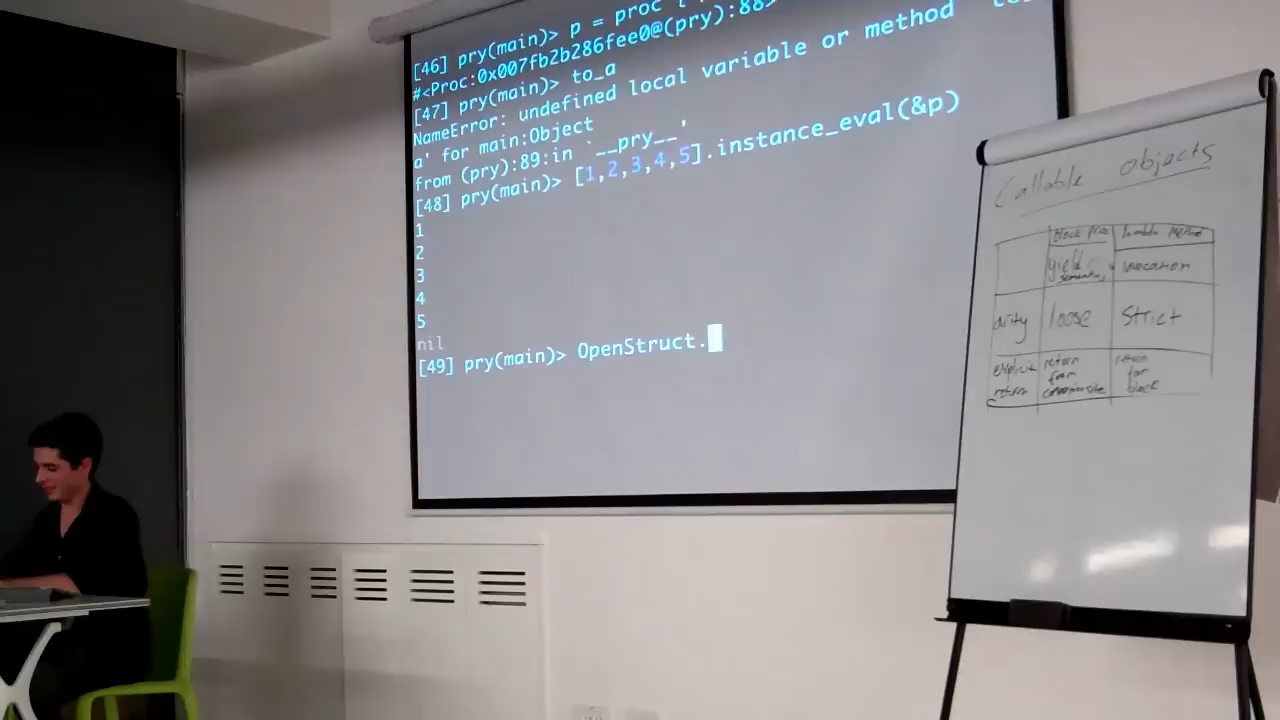 [46] pry(main)> p = proc {
#<Proc:0x007fb2b286fee0@(pry):88>
[47] pry(main)> to_a
NameError: undefined local variable or method
a' for main:Object
from (pry):89:in `__pry__'
[48] pry(main)> [1,2,3,4,5].instance_eval(&p)
1
2
3
4
5
nil
[49] pry(main)> OpenStruct.
Callable objects
block proc lambda method
yield semantics invocation
arity loose strict
explicit return
return from
return
block